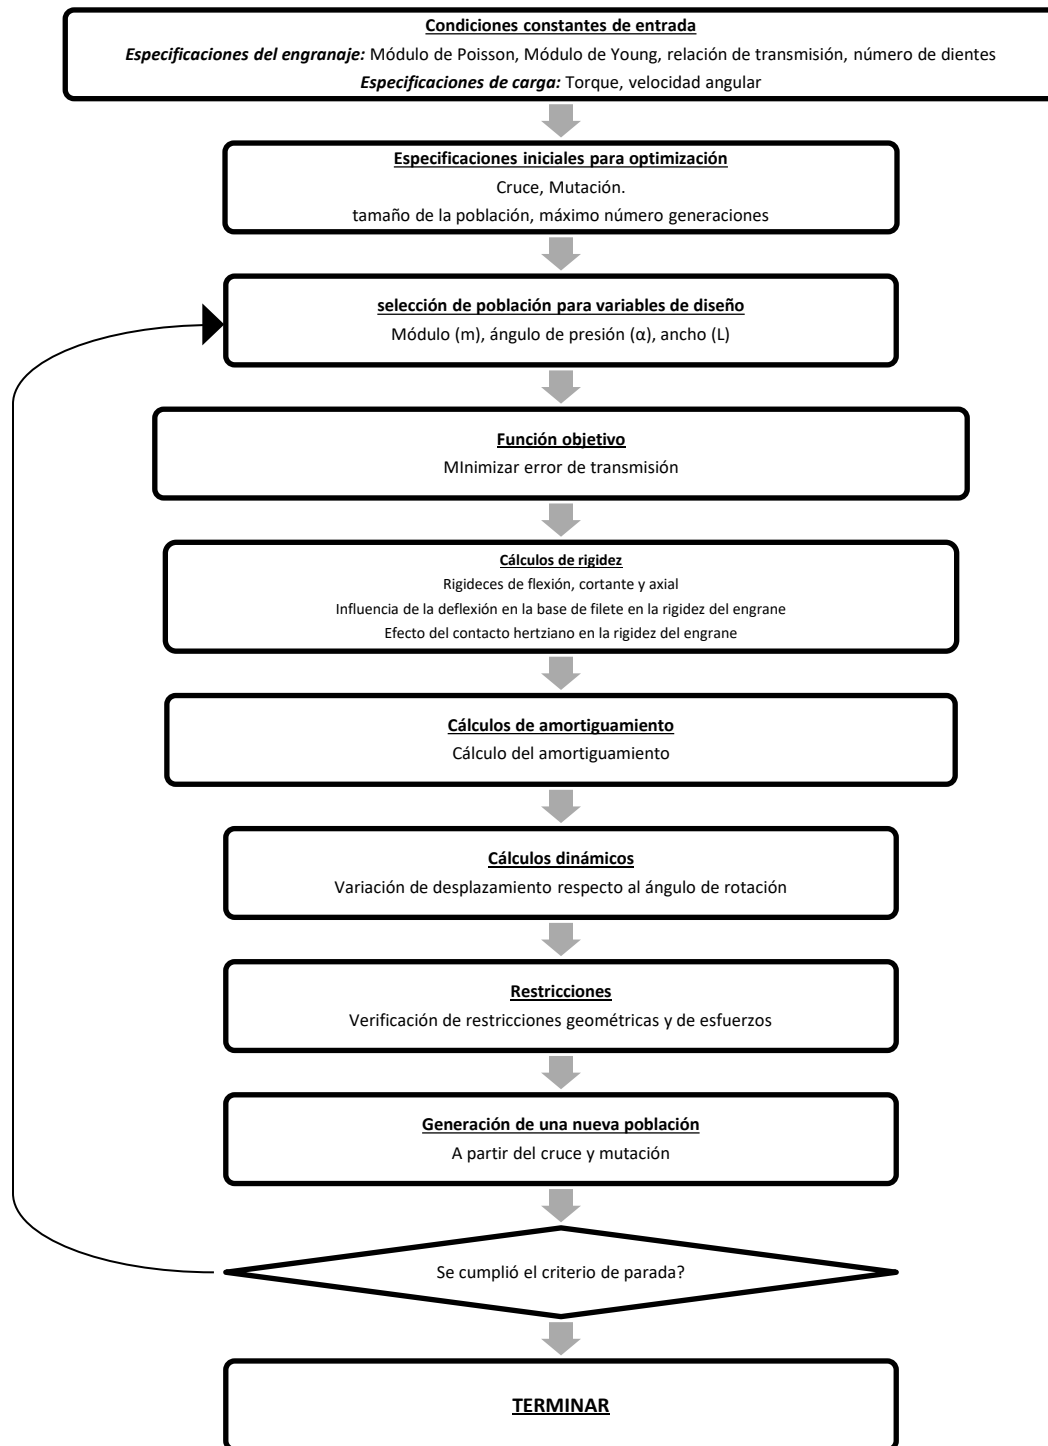 Condiciones constantes de entrada
Especificaciones del engranaje: Módulo de Poisson, Módulo de Young, relación de transmisión, número de dientes
Especificaciones de carga: Torque, velocidad angular
Especificaciones iniciales para optimización
Cruce, Mutación.
tamaño de la población, máximo número generaciones
selección de población para variables de diseño
Módulo (m), ángulo de presión (α), ancho (L)
Función objetivo
MInimizar error de transmisión
Cálculos de rigidez
Rigideces de flexión, cortante y axial
Influencia de la deflexión en la base de filete en la rigidez del engrane
Efecto del contacto hertziano en la rigidez del engrane
Cálculos de amortiguamiento
Cálculo del amortiguamiento
Cálculos dinámicos
Variación de desplazamiento respecto al ángulo de rotación
Restricciones
Verificación de restricciones geométricas y de esfuerzos
Generación de una nueva población
A partir del cruce y mutación
Se cumplió el criterio de parada?
TERMINAR